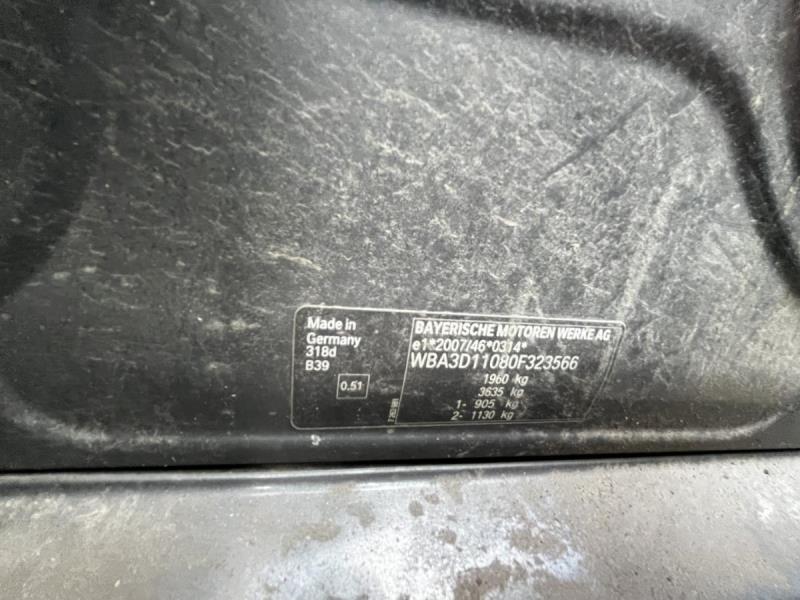 Made in
Germany
318d
B39
0.51
BAYERISCHE MOTOREN WERKE AG
e1*2007/46*0314*
WBA3D11080F323566
1960 kg
3635 kg
1- 905 kg
2- 1130 kg